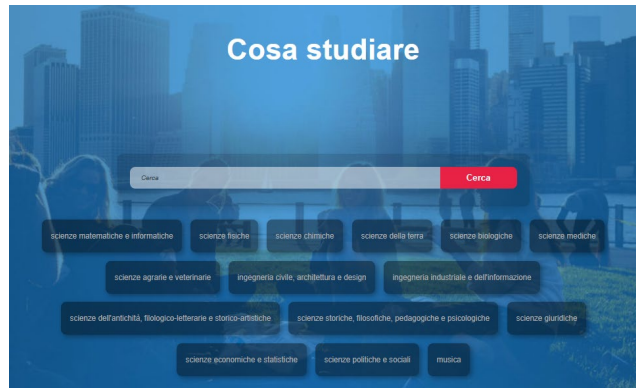 Cosa studiare
Cerca Cerca
scienze matematiche e informatiche scienze fisiche scienze chimiche scienze della terra scienze biologiche scienze mediche
scienze agrarie e veterinarie ingegneria civile, architettura e design ingegneria industriale e dell'informazione
scienze dell'antichità, filologico-letterarie e storico-artistiche scienze storiche, filosofiche, pedagogiche e psicologiche scienze giuridiche
scienze economiche e statistiche scienze politiche e sociali musica